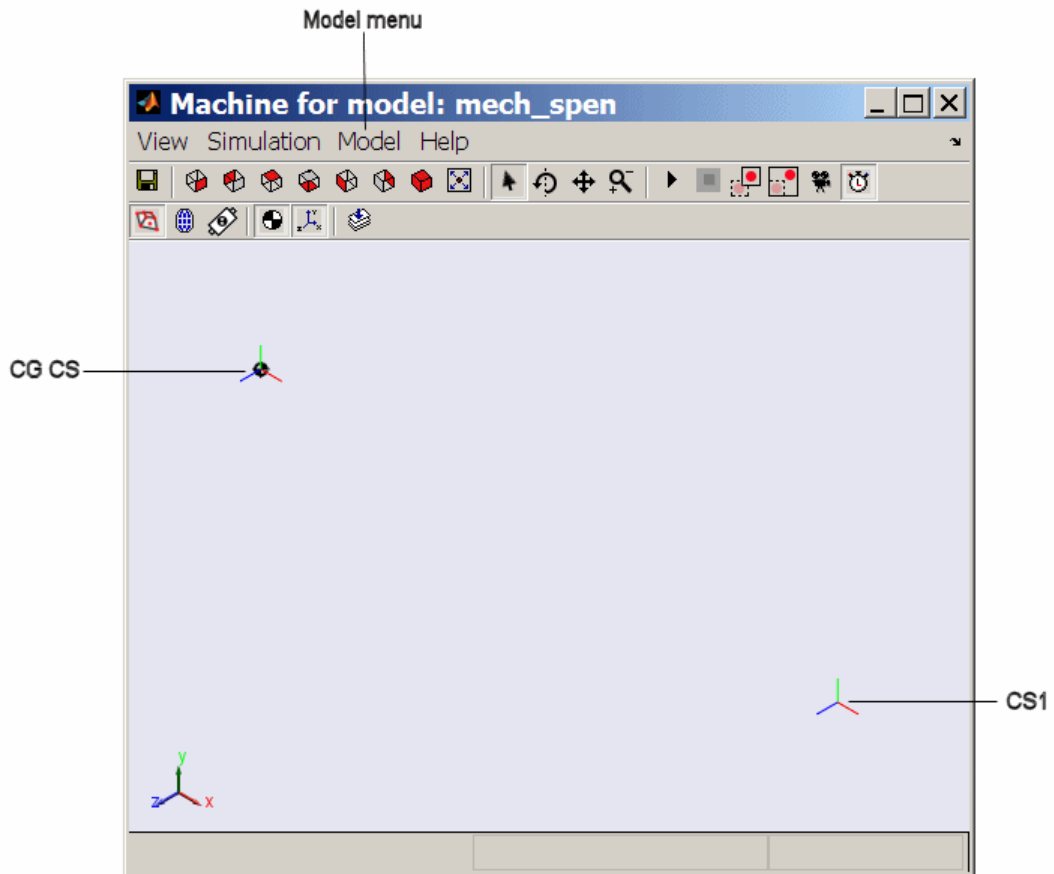 Model menu
Machine for model: mech_spen
View Simulation Model Help
CG CS
CS1
y
z x